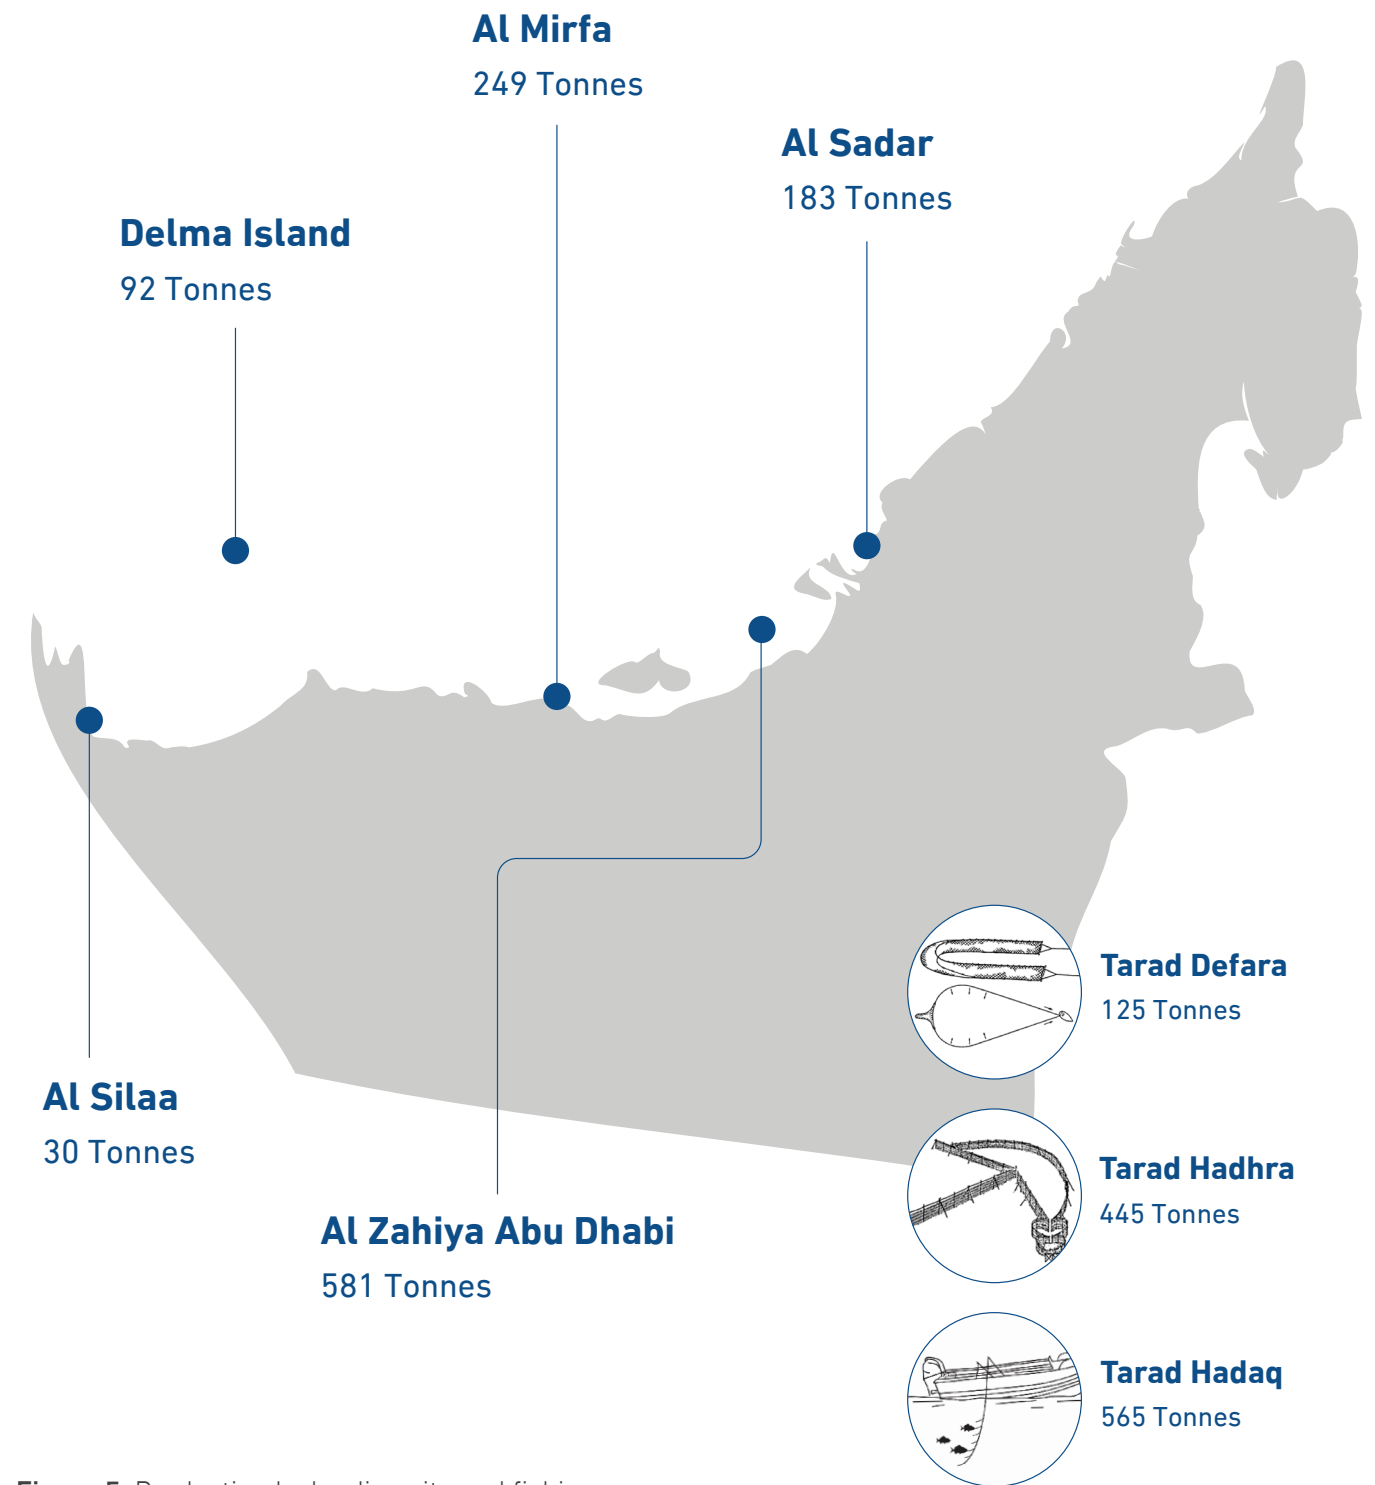 Al Mirfa
249 Tonnes
Al Sadar
183 Tonnes
Delma Island
92 Tonnes
Al Silaa
30 Tonnes
Al Zahiya Abu Dhabi
581 Tonnes
Tarad Defara
125 Tonnes
Tarad Hadhra
445 Tonnes
Tarad Hadaq
565 Tonnes